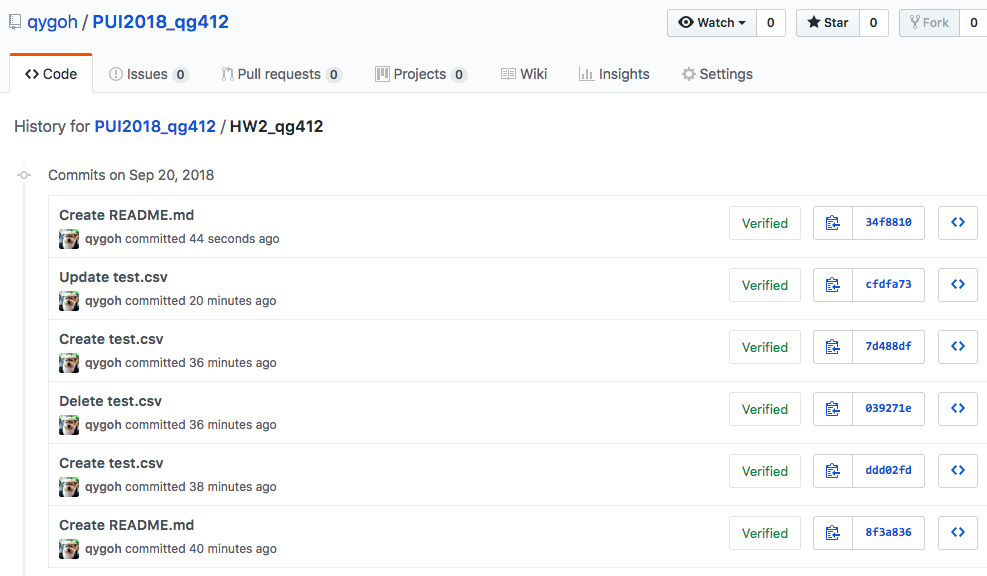 qygoh / PUI2018_qg412
Watch 0 Star 0 Fork 0
Code Issues 0 Pull requests 0 Projects 0 Wiki Insights Settings
History for PUI2018_qg412 / HW2_qg412
Commits on Sep 20, 2018
Create README.md
qygoh committed 44 seconds ago
Verified 34f8810
Update test.csv
qygoh committed 20 minutes ago
Verified cfdfa73
Create test.csv
qygoh committed 36 minutes ago
Verified 7d488df
Delete test.csv
qygoh committed 36 minutes ago
Verified 039271e
Create test.csv
qygoh committed 38 minutes ago
Verified ddd02fd
Create README.md
qygoh committed 40 minutes ago
Verified 8f3a836